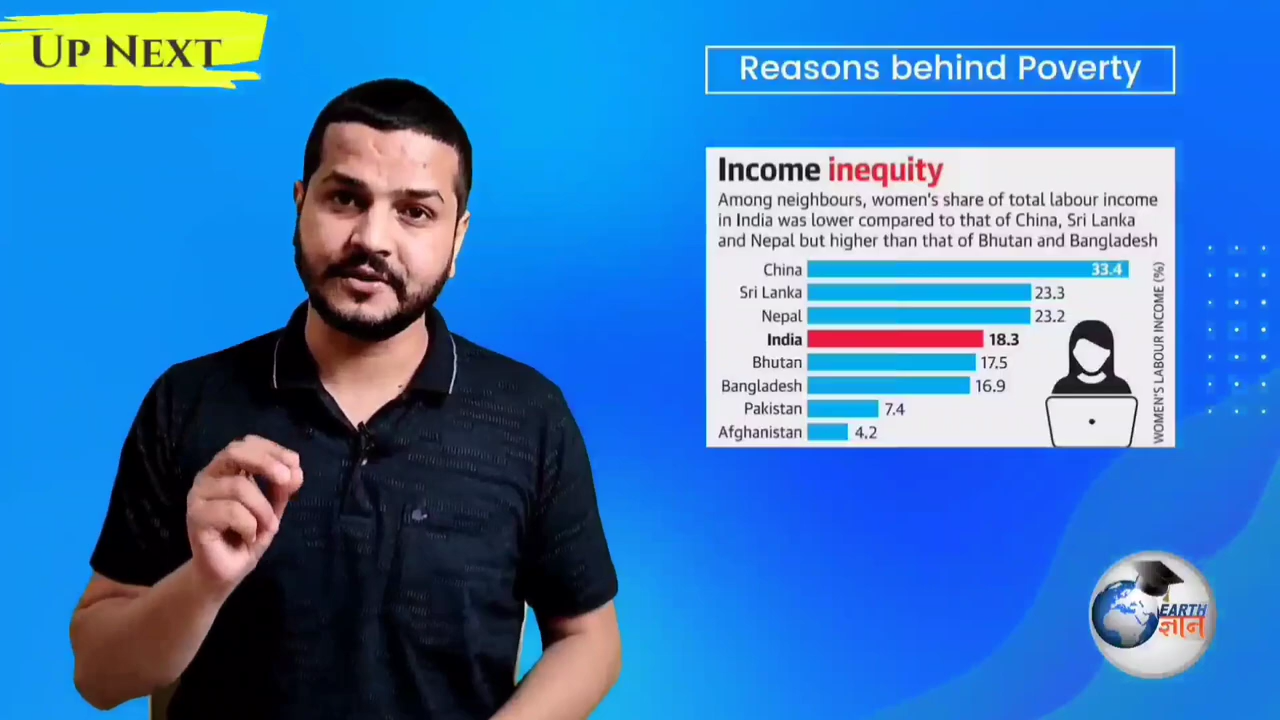 UP NEXT
Reasons behind Poverty
Income inequity
Among neighbours, women's share of total labour income
in India was lower compared to that of China, Sri Lanka
and Nepal but higher than that of Bhutan and Bangladesh
China 33.4
Sri Lanka 23.3
Nepal 23.2
India 18.3
Bhutan 17.5
Bangladesh 16.9
Pakistan 7.4
Afghanistan 4.2
WOMEN'S LABOUR INCOME (%)
EARTH
ज्ञान